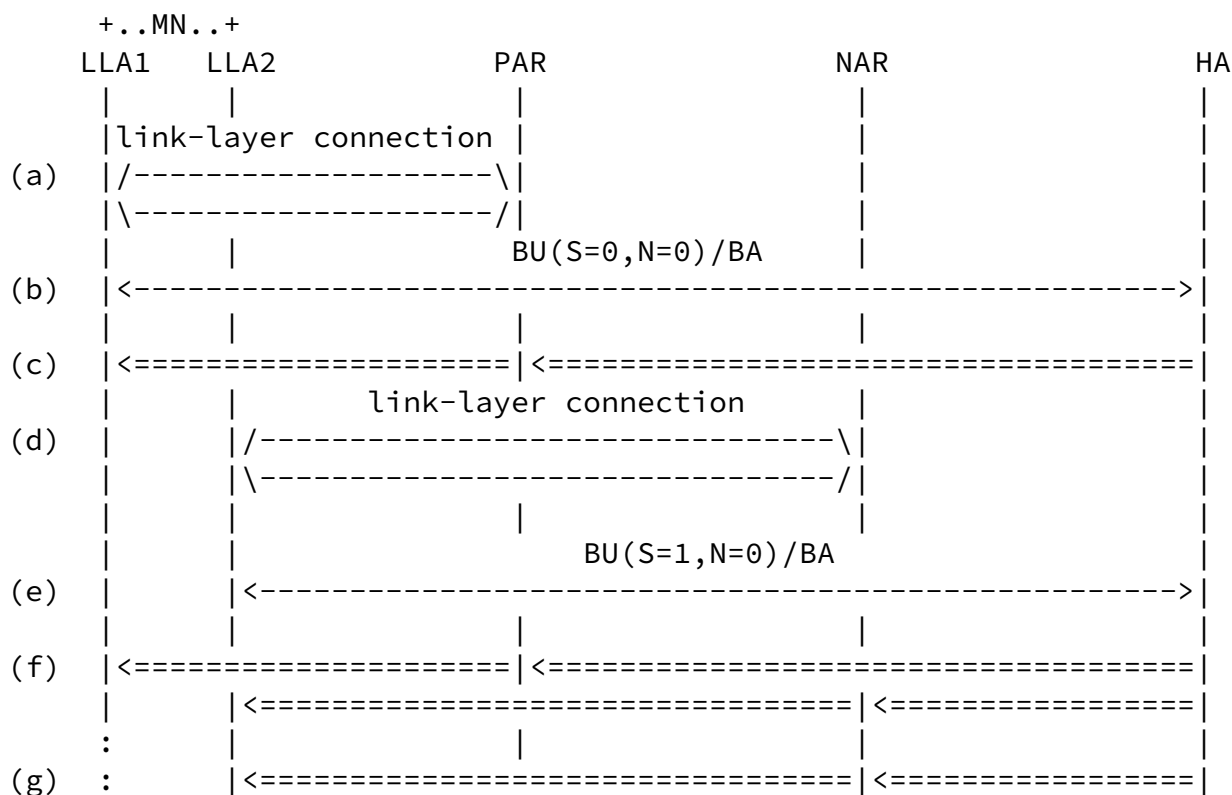 +..MN..+
LLA1 LLA2 PAR NAR HA
link-layer connection
(a)
BU(S=0,N=0)/BA
(b)
(c)
link-layer connection
(d)
BU(S=1,N=0)/BA
(e)
(f)
(g)